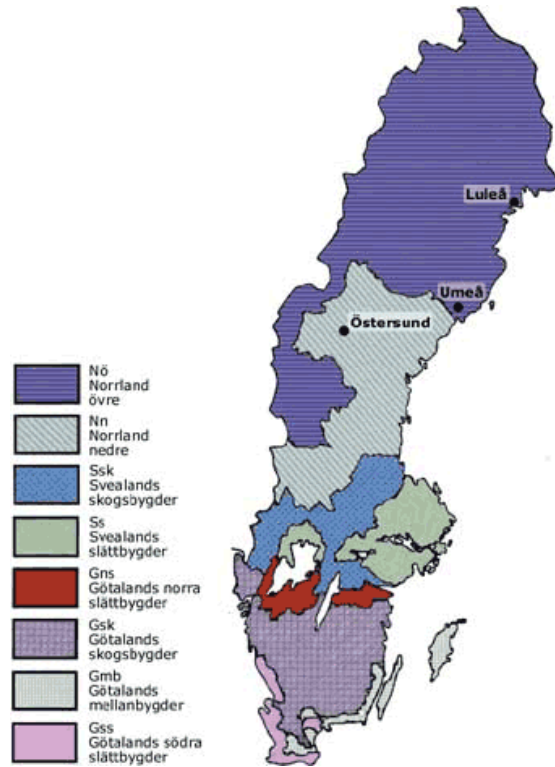 Luleå
Umeå
Östersund
Nö
Norrland
övre
Nn
Norrland
nedre
Ssk
Svealands
skogsbygder
Ss
Svealands
slättbygder
Gns
Götalands norra
slättbygder
Gsk
Götalands
skogsbygder
Gmb
Götalands
mellanbygder
Gss
Götalands södra
slättbygder